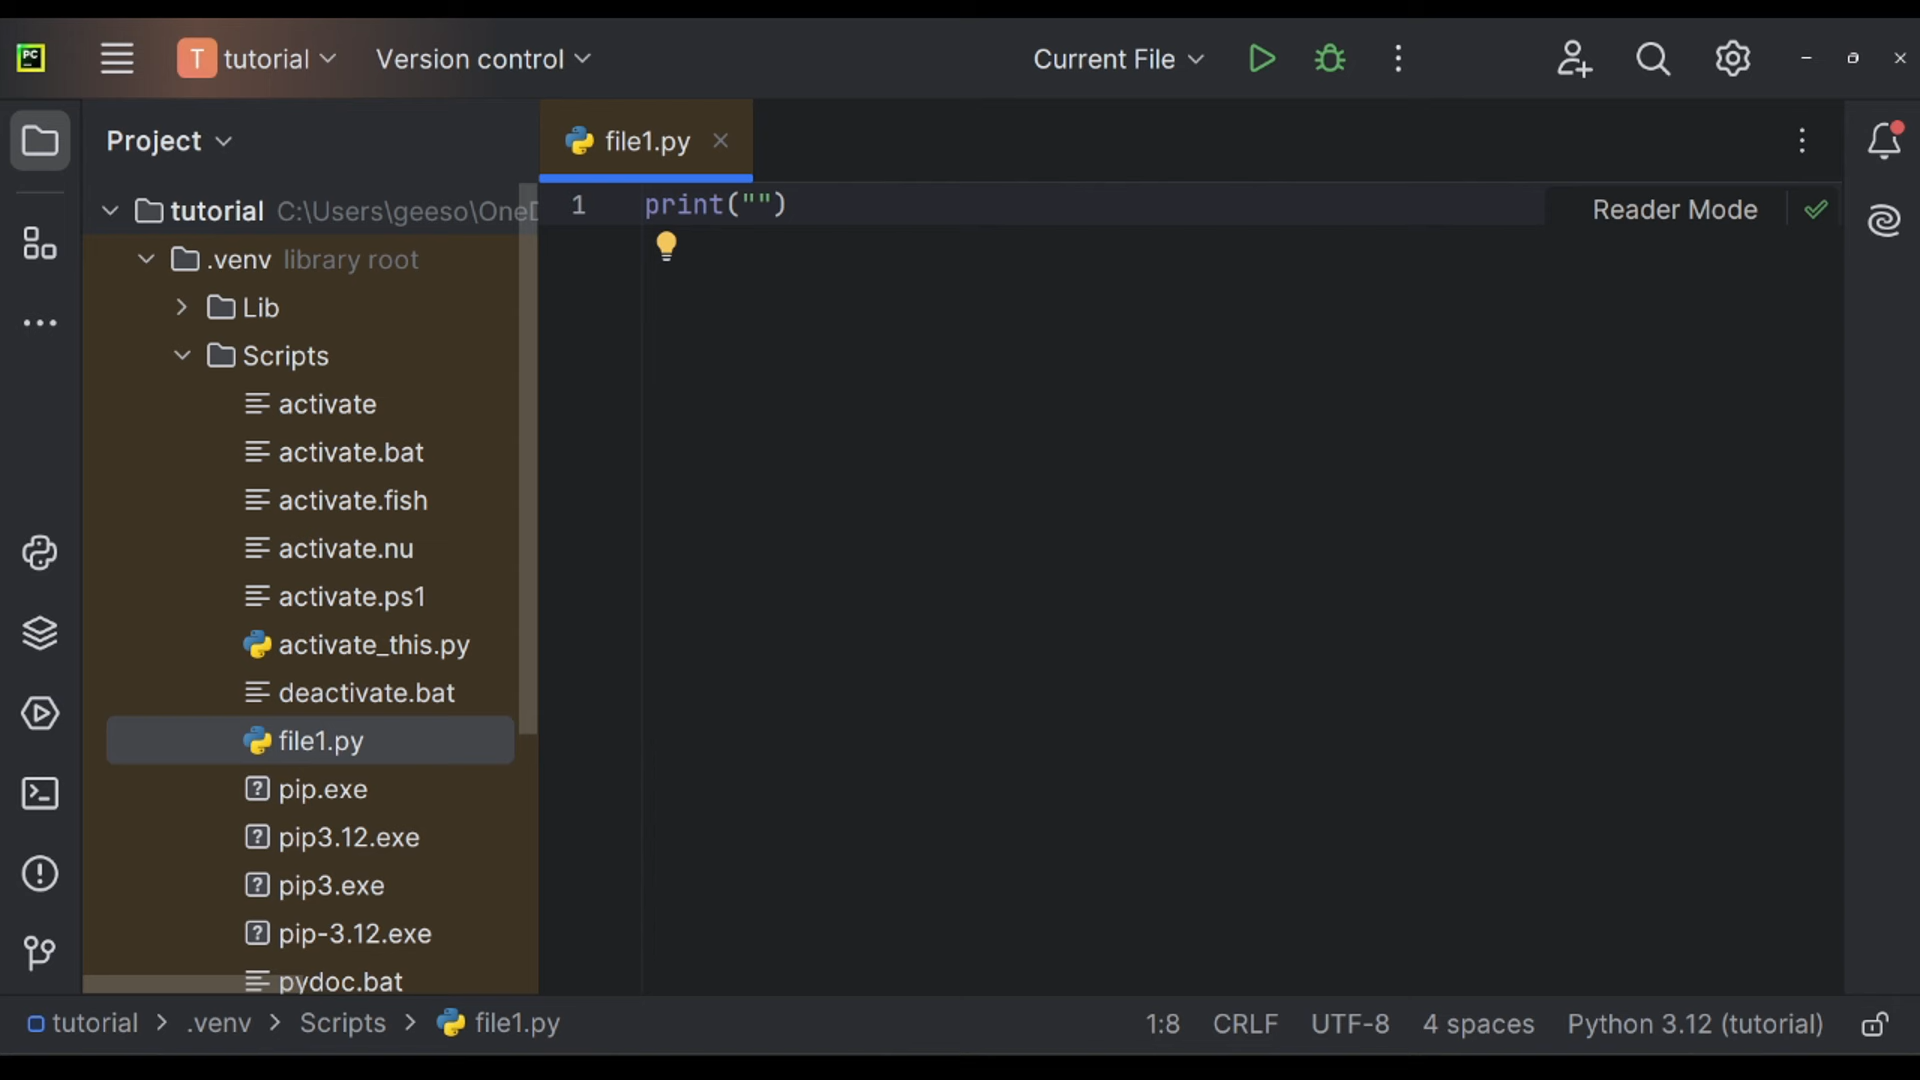 PC
T tutorial Version control Current File
Project
file1.py
tutorial C:\Users\geeso\OneD
.venv library root
Lib
Scripts
activate
activate.bat
activate.fish
activate.nu
activate.ps1
activate_this.py
deactivate.bat
file1.py
pip.exe
pip3.12.exe
pip3.exe
pip-3.12.exe
pydoc.bat
1 print("")
Reader Mode
tutorial > .venv > Scripts > file1.py
1:8 CRLF UTF-8 4 spaces Python 3.12 (tutorial)